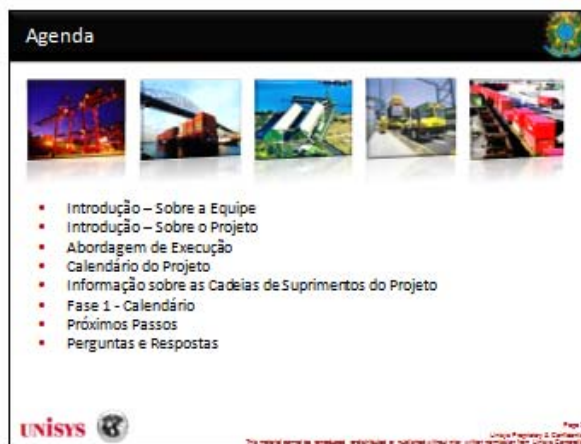 Agenda
Introdução – Sobre a Equipe
Introdução – Sobre o Projeto
Abordagem de Execução
Calendário do Projeto
Informação sobre as Cadeias de Suprimentos do Projeto
Fase 1 - Calendário
Próximos Passos
Perguntas e Respostas
UNISYS
Page